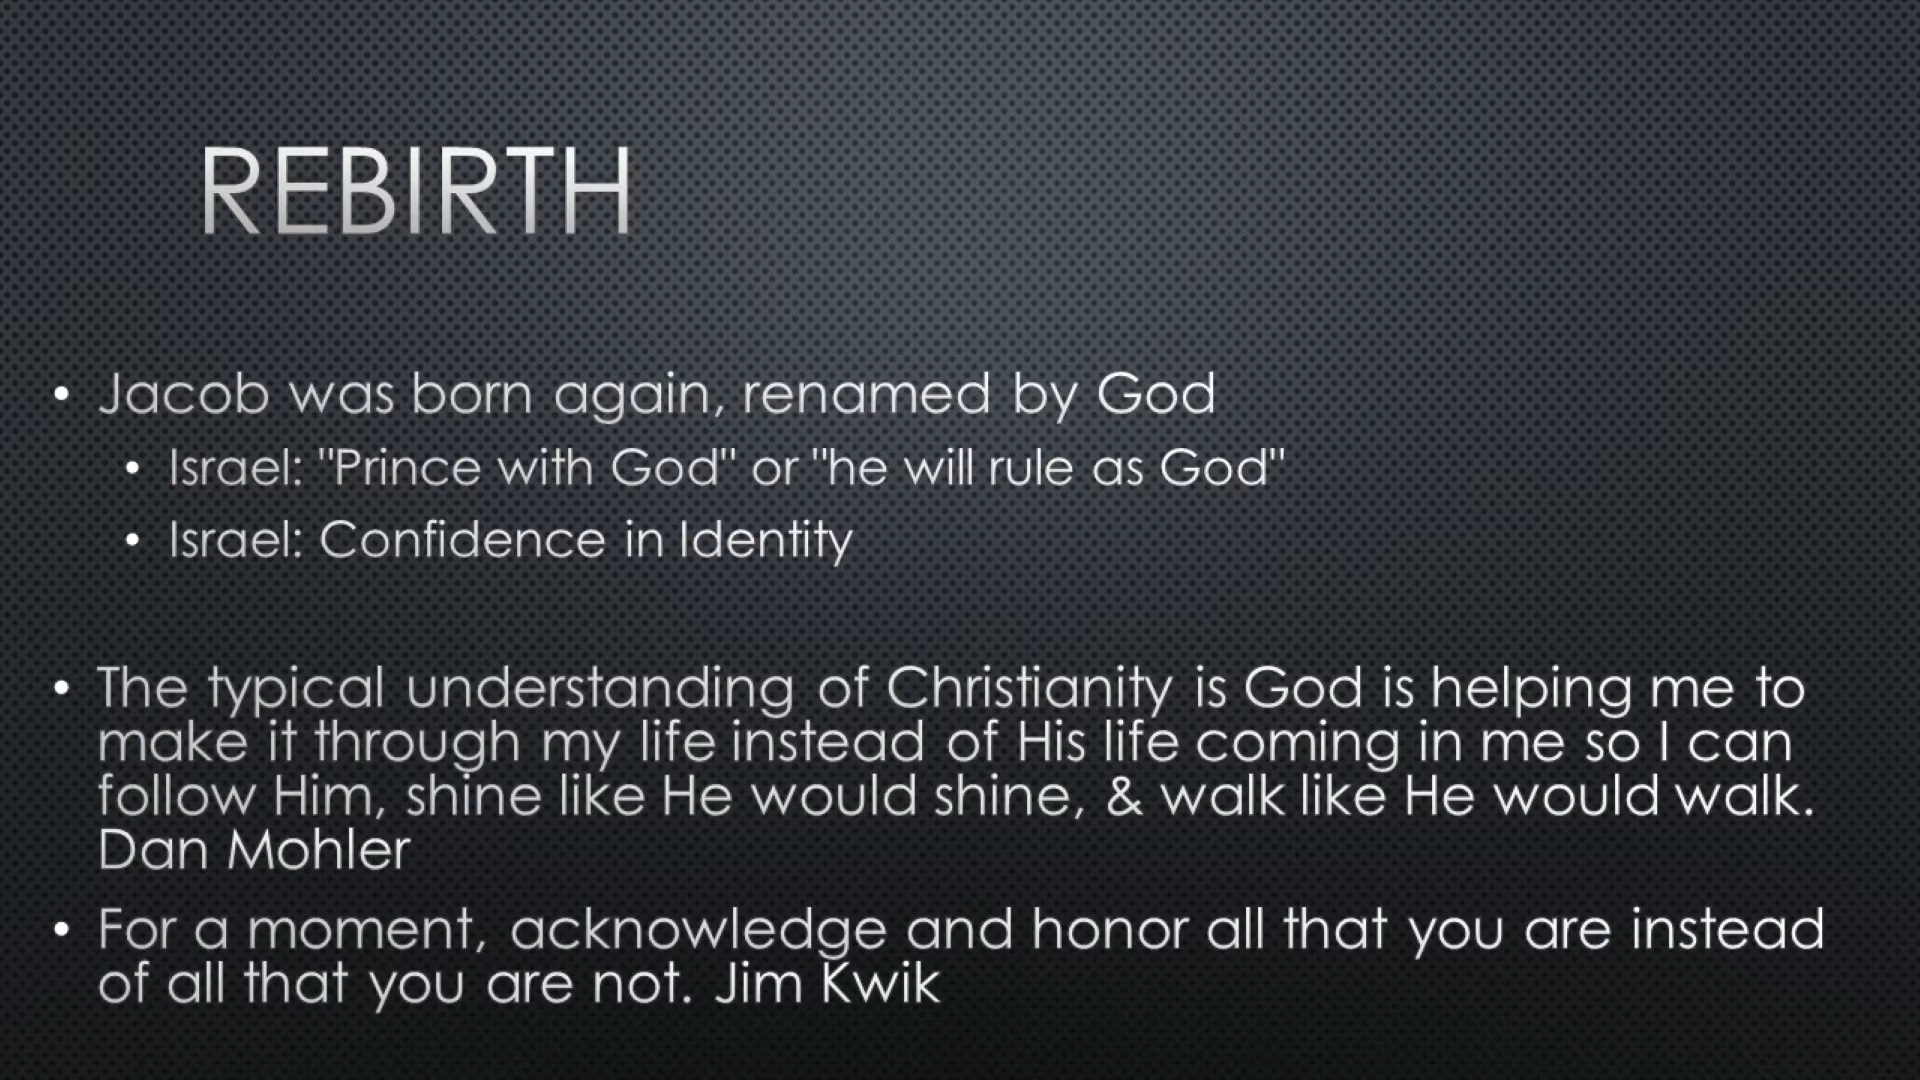 REBIRTH
• Jacob was born again, renamed by God
• Israel: "Prince with God" or "he will rule as God"
• Israel: Confidence in Identity
• The typical understanding of Christianity is God is helping me to
make it through my life instead of His life coming in me so I can
follow Him, shine like He would shine, & walk like He would walk.
Dan Mohler
• For a moment, acknowledge and honor all that you are instead
of all that you are not. Jim Kwik